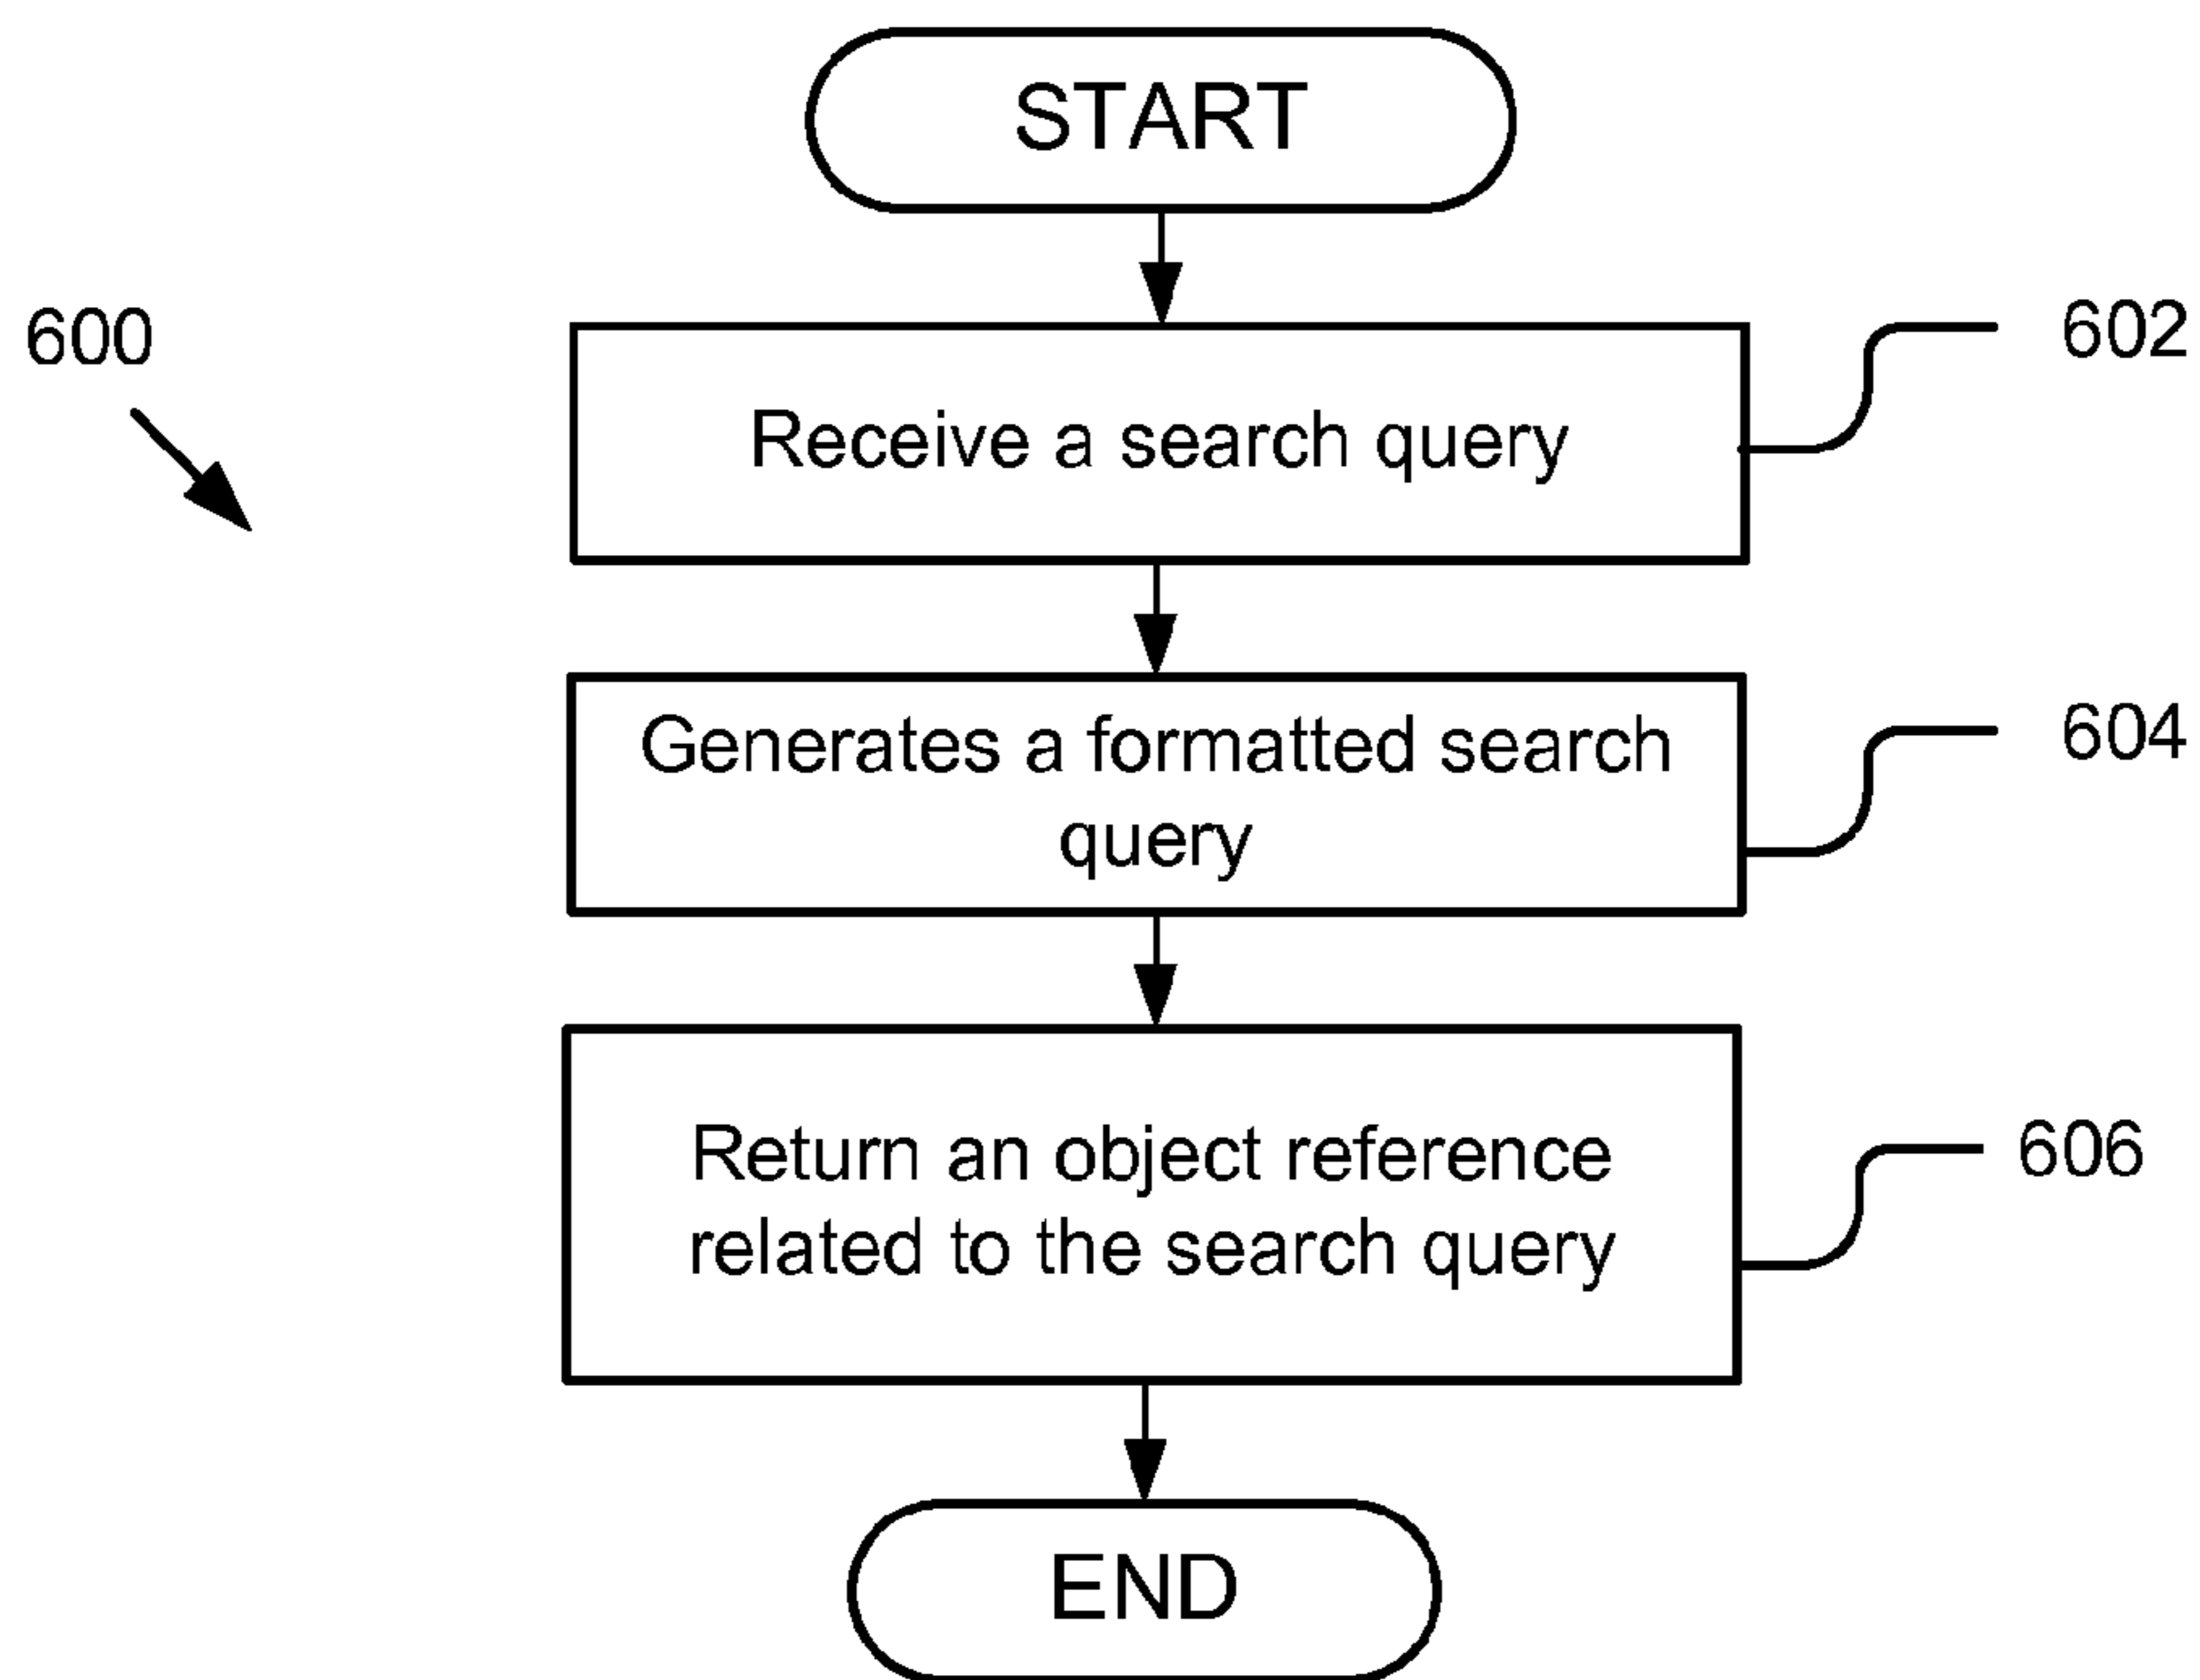 START
600
602
Receive a search query
604
Generates a formatted search
query
606
Return an object reference
related to the search query
END